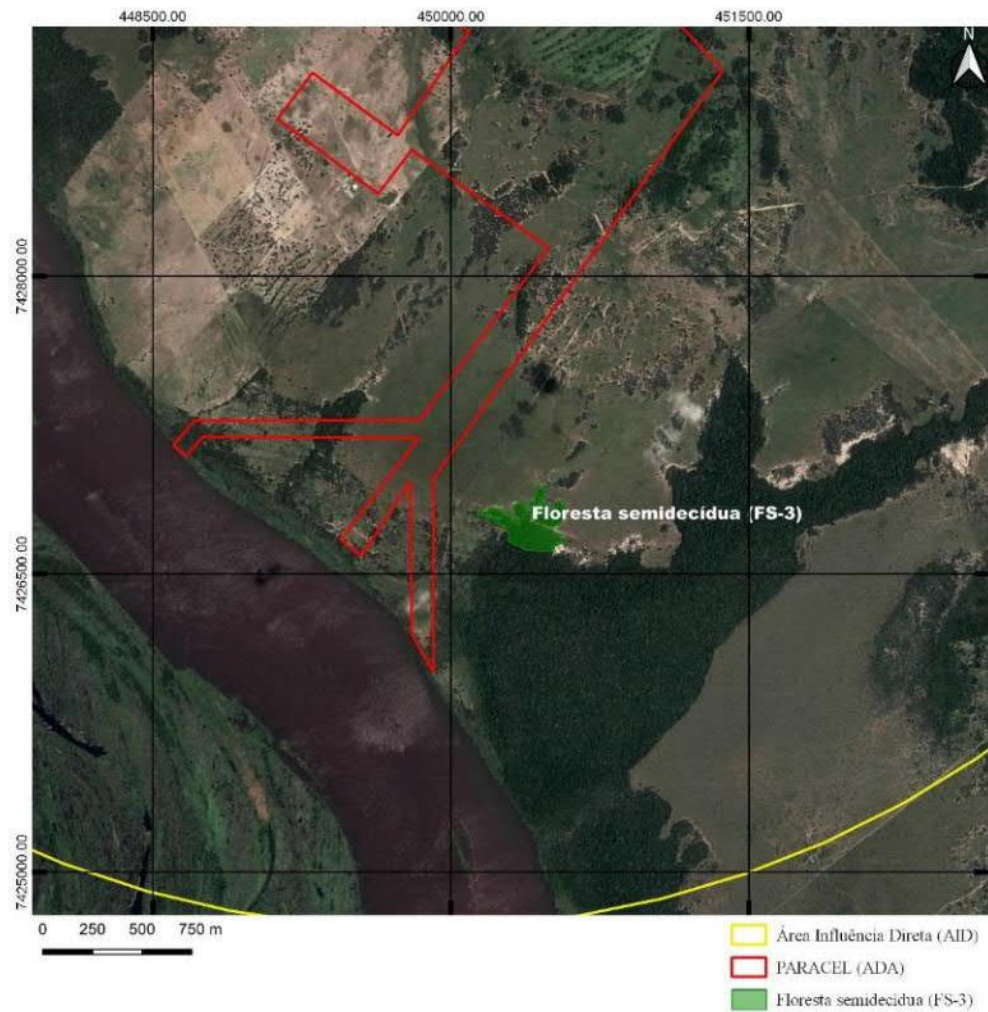 448500.00 450000.00 451500.00
N
7428000.00
Floresta semidecídua (FS-3)
7426500.00
7425000.00
0 250 500 750 m
Área Influência Direta (AID)
PARACEL (ADA)
Floresta semidecidua (FS-3)